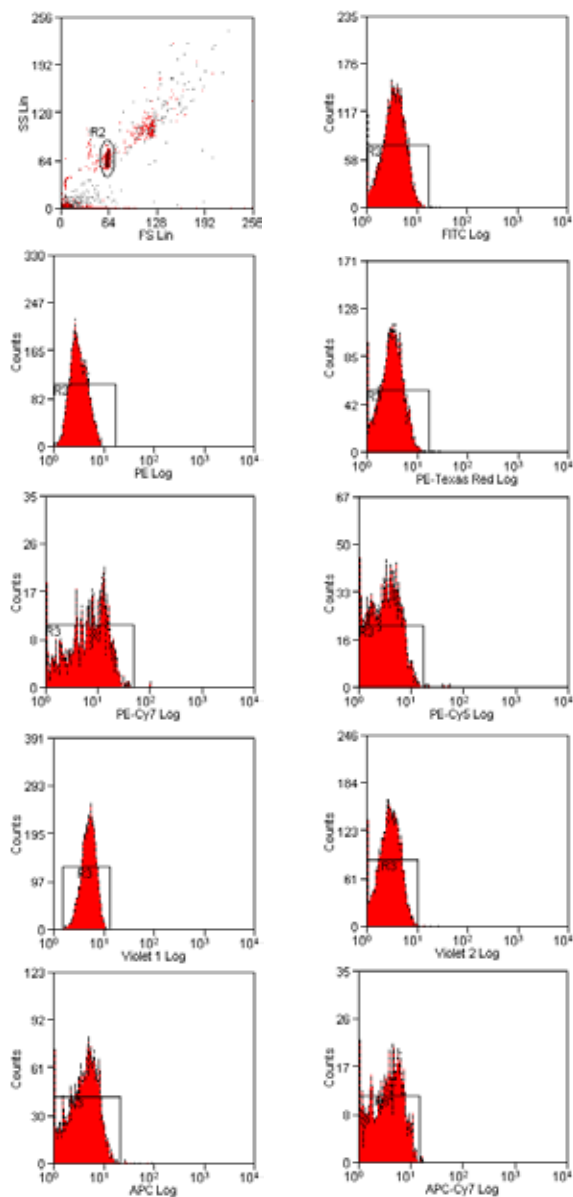 256
192
128
64
0
SS Lin
R2
0 64 128 192 256
FS Lin
235
176
117
58
0
Counts
10⁰ 10¹ 10² 10³ 10⁴
FITC Log
330
247
165
82
0
Counts
R2
10⁰ 10¹ 10² 10³ 10⁴
PE Log
171
128
85
42
0
Counts
10⁰ 10¹ 10² 10³ 10⁴
PE-Texas Red Log
35
26
17
8
0
Counts
R3
10⁰ 10¹ 10² 10³ 10⁴
PE-Cy7 Log
67
50
33
16
0
Counts
10⁰ 10¹ 10² 10³ 10⁴
PE-Cy5 Log
391
293
195
97
0
Counts
R3
10⁰ 10¹ 10² 10³ 10⁴
Violet 1 Log
246
184
123
61
0
Counts
R3
10⁰ 10¹ 10² 10³ 10⁴
Violet 2 Log
123
92
61
30
0
Counts
10⁰ 10¹ 10² 10³ 10⁴
APC Log
35
26
17
8
0
Counts
10⁰ 10¹ 10² 10³ 10⁴
APC-Cy7 Log